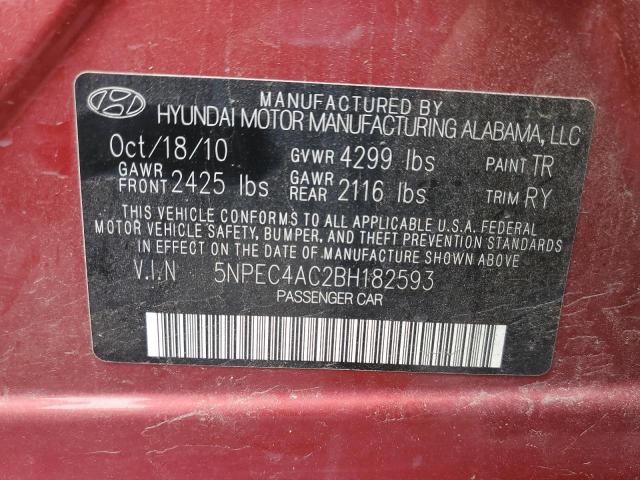 MANUFACTURED BY
HYUNDAI MOTOR MANUFACTURING ALABAMA, LLC
Oct/18/10 GVWR 4299 lbs PAINT TR
GAWR FRONT 2425 lbs GAWR REAR 2116 lbs TRIM RY
THIS VEHICLE CONFORMS TO ALL APPLICABLE U.S.A. FEDERAL
MOTOR VEHICLE SAFETY, BUMPER, AND THEFT PREVENTION STANDARDS
IN EFFECT ON THE DATE OF MANUFACTURE SHOWN ABOVE.
V.I.N 5NPEC4AC2BH182593
PASSENGER CAR